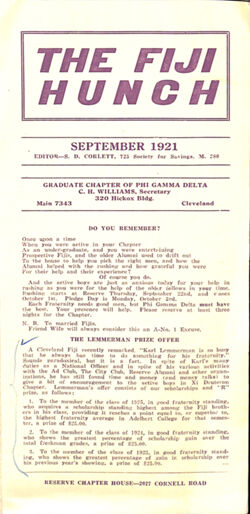 THE FIJI
HUNCH
SEPTEMBER 1921
EDITOR—S. D. CORLETT, 725 Society for Savings. M. 260
GRADUATE CHAPTER OF PHI GAMMA DELTA
C. H. WILLIAMS, Secretary
320 Hickox Bldg.
Main 7343 Cleveland
DO YOU REMEMBER?
Once upon a time
When you were active in your Chapter
As an under-graduate, and you were entertaining
Prospective Fijis, and the older Alumni used to drift out
To the house to help you pick the right men, and how the
Alumni helped with the rushing and how grateful you were
For their help and their experience?
Of course you do.
And the active boys are just as anxious today for your help in
rushing as you were for the help of the older fellows in your time.
Rushing starts at Reserve Thursday, September 22nd, and ends
October 1st. Pledge Day is Monday, October 3rd.
Each Fraternity needs good men, but Phi Gamma Delta must have
the best. Your presence will help. Please reserve at least three
nights for the Chapter.
N. B. To married Fijis.
Friend Wife will always consider this an A-No. 1 Excuse.
THE LEMMERMAN PRIZE OFFER
A Cleveland Fiji recently remarked, "Karl Lemmerman is so busy
that he always has time to do something for his fraternity."
Sounds paradoxical, but it is a fact. In spite of Karl's many
duties as a National Officer and in spite of his various activities
with the Ad Club, The City Club, Reserve Alumni and other organizations,
he has still found time and money (and money talks) to
give a bit of encouragement to the active boys in Xi Deuteron
Chapter. Lemmerman's offer consists of our scholarships and "R"
prize, as follows:
1. To the member of the class of 1925, in good fraternity standing,
who acquires a scholarship standing highest among the Fiji brothers
in his class, providing it reaches a point equal to, or superior to,
the highest fraternity average in Adelbert College for that semester,
a prize of $25.00.
2. To the member of the class of 1924, in good fraternity standing,
who shows the greatest percentage of scholarship gain over the
total freshman grades, a prize of $25.00.
3. To the member of the class of 1923, in good fraternity standing,
who shows the greatest percentage of gain in scholarship over
his previous year's showing, a prize of $25.00.
RESERVE CHAPTER HOUSE—2027 CORNELL ROAD